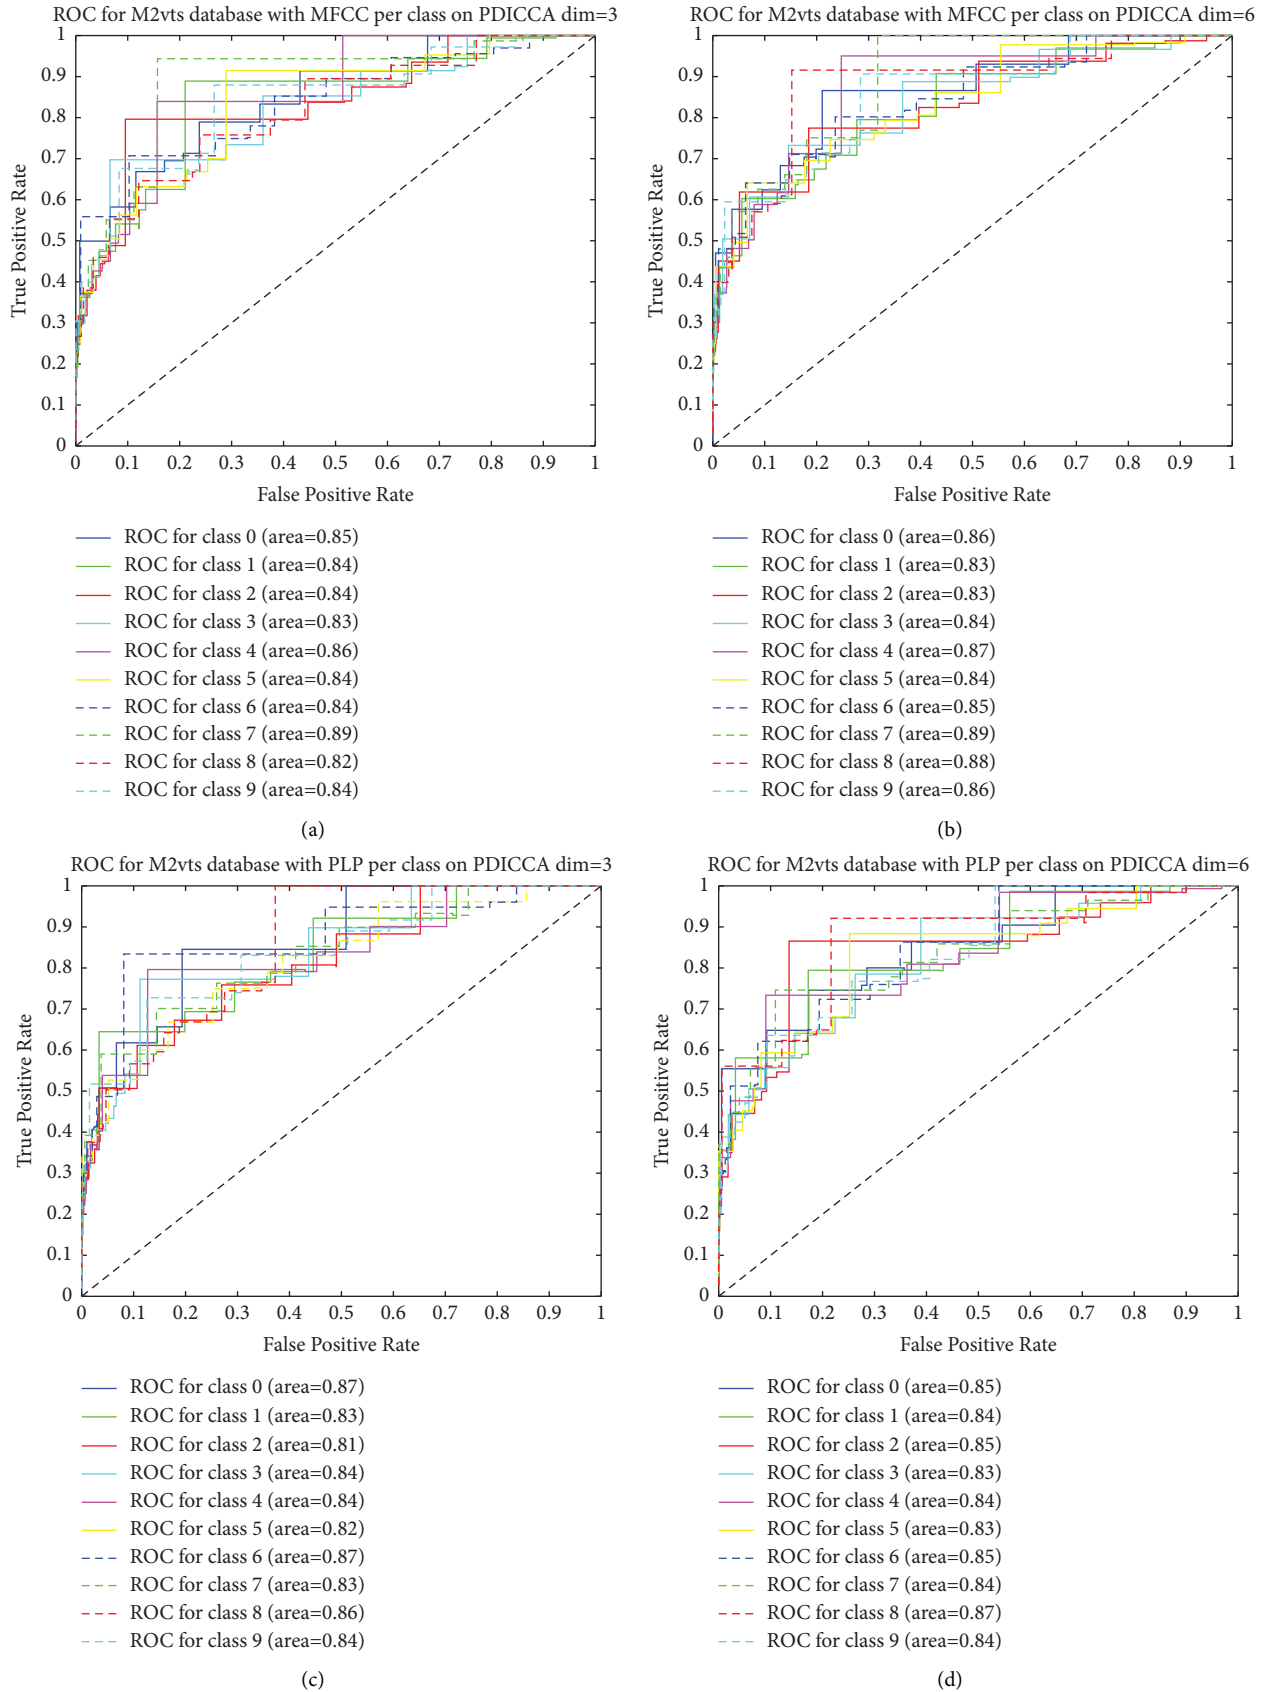 ROC for M2vts database with MFCC per class on PDICCA dim=3
1
0.9
0.8
0.7
0.6
0.5
0.4
0.3
0.2
0.1
0
True Positive Rate
0 0.1 0.2 0.3 0.4 0.5 0.6 0.7 0.8 0.9 1
False Positive Rate
ROC for class 0 (area=0.85)
ROC for class 1 (area=0.84)
ROC for class 2 (area=0.84)
ROC for class 3 (area=0.83)
ROC for class 4 (area=0.86)
ROC for class 5 (area=0.84)
ROC for class 6 (area=0.84)
ROC for class 7 (area=0.89)
ROC for class 8 (area=0.82)
ROC for class 9 (area=0.84)
(a)
ROC for M2vts database with MFCC per class on PDICCA dim=6
1
0.9
0.8
0.7
0.6
0.5
0.4
0.3
0.2
0.1
0
True Positive Rate
0 0.1 0.2 0.3 0.4 0.5 0.6 0.7 0.8 0.9 1
False Positive Rate
ROC for class 0 (area=0.86)
ROC for class 1 (area=0.83)
ROC for class 2 (area=0.83)
ROC for class 3 (area=0.84)
ROC for class 4 (area=0.87)
ROC for class 5 (area=0.84)
ROC for class 6 (area=0.85)
ROC for class 7 (area=0.89)
ROC for class 8 (area=0.88)
ROC for class 9 (area=0.86)
(b)
ROC for M2vts database with PLP per class on PDICCA dim=3
1
0.9
0.8
0.7
0.6
0.5
0.4
0.3
0.2
0.1
0
True Positive Rate
0 0.1 0.2 0.3 0.4 0.5 0.6 0.7 0.8 0.9 1
False Positive Rate
ROC for class 0 (area=0.87)
ROC for class 1 (area=0.83)
ROC for class 2 (area=0.81)
ROC for class 3 (area=0.84)
ROC for class 4 (area=0.84)
ROC for class 5 (area=0.82)
ROC for class 6 (area=0.87)
ROC for class 7 (area=0.83)
ROC for class 8 (area=0.86)
ROC for class 9 (area=0.84)
(c)
ROC for M2vts database with PLP per class on PDICCA dim=6
1
0.9
0.8
0.7
0.6
0.5
0.4
0.3
0.2
0.1
0
True Positive Rate
0 0.1 0.2 0.3 0.4 0.5 0.6 0.7 0.8 0.9 1
False Positive Rate
ROC for class 0 (area=0.85)
ROC for class 1 (area=0.84)
ROC for class 2 (area=0.85)
ROC for class 3 (area=0.83)
ROC for class 4 (area=0.84)
ROC for class 5 (area=0.83)
ROC for class 6 (area=0.85)
ROC for class 7 (area=0.84)
ROC for class 8 (area=0.87)
ROC for class 9 (area=0.84)
(d)